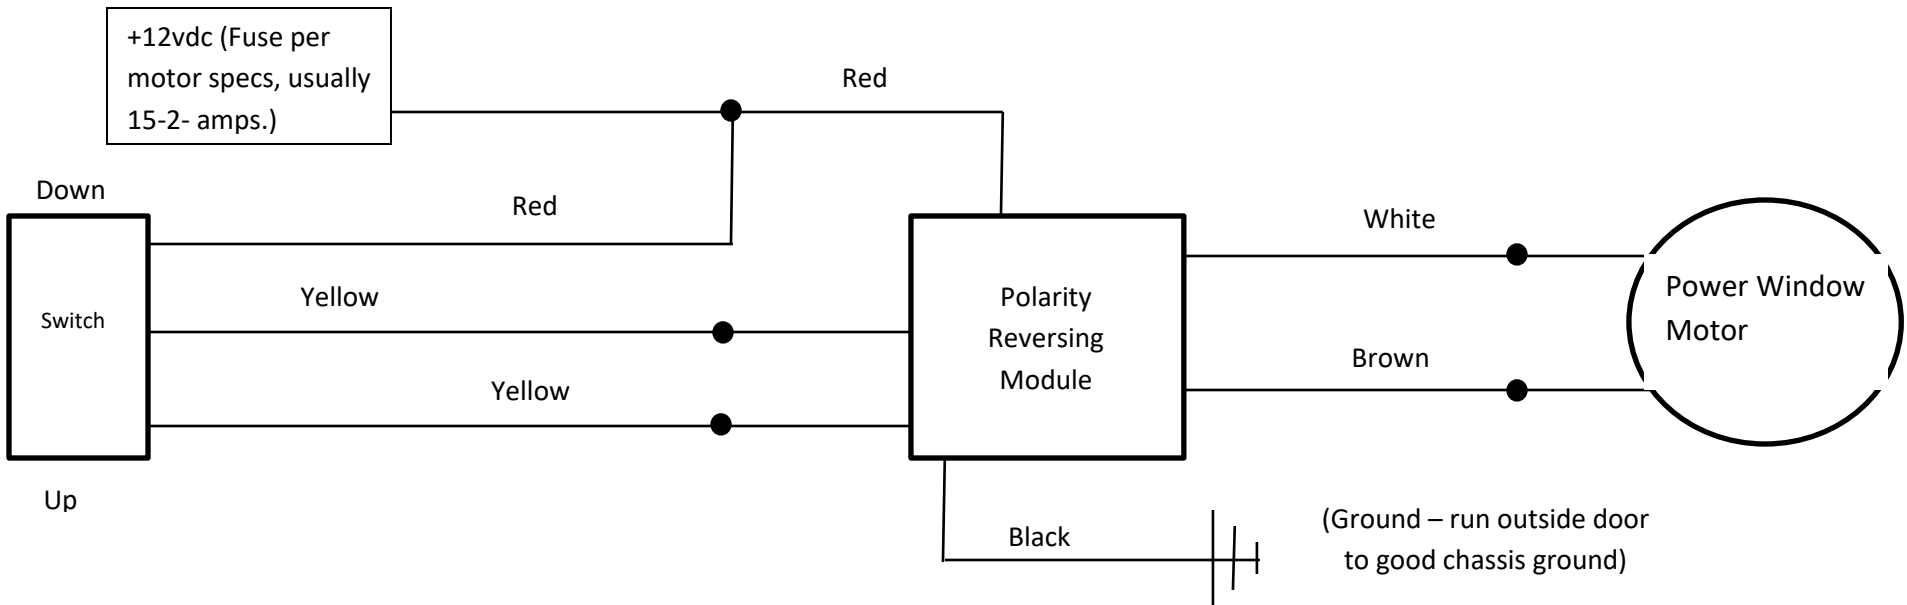 +12vdc (Fuse per
motor specs, usually
15-2- amps.)
Red
Down
Red
White
Yellow
Switch
Polarity
Reversing
Module
Power Window
Motor
Brown
Yellow
Up
Black
(Ground – run outside door
to good chassis ground)